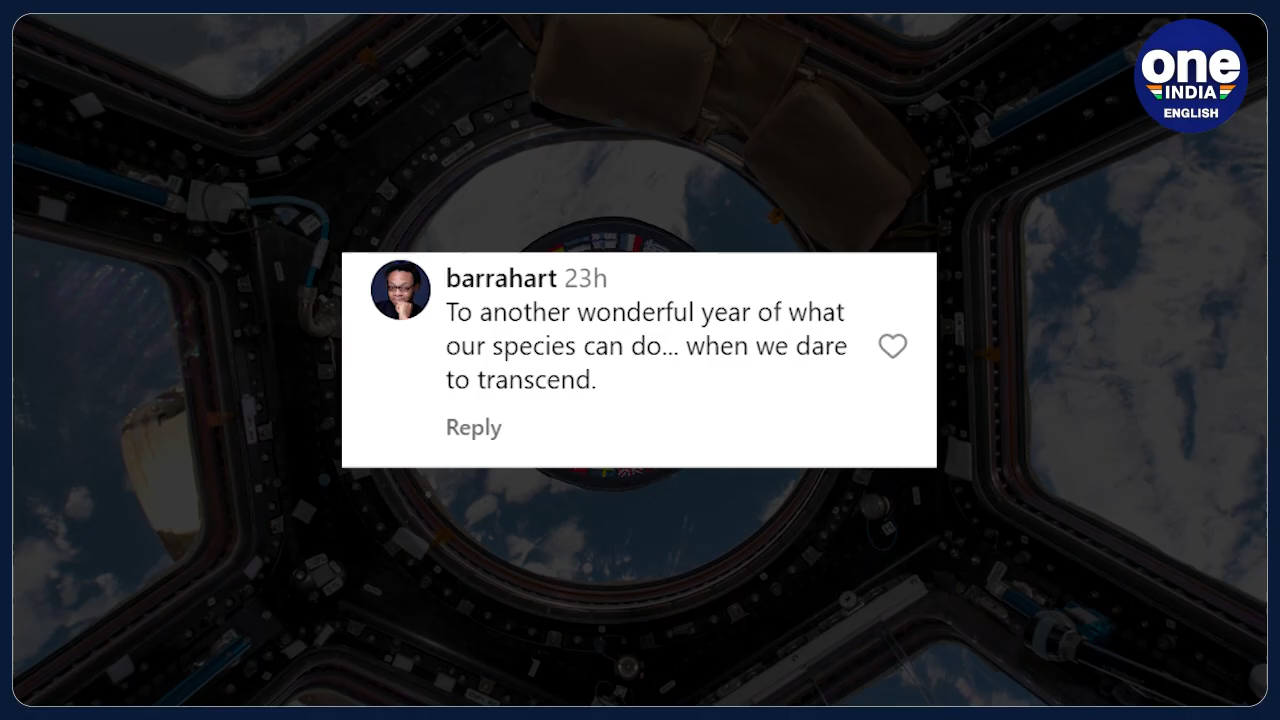 one
INDIA
ENGLISH
barrahart 23h
To another wonderful year of what
our species can do... when we dare
to transcend.
Reply